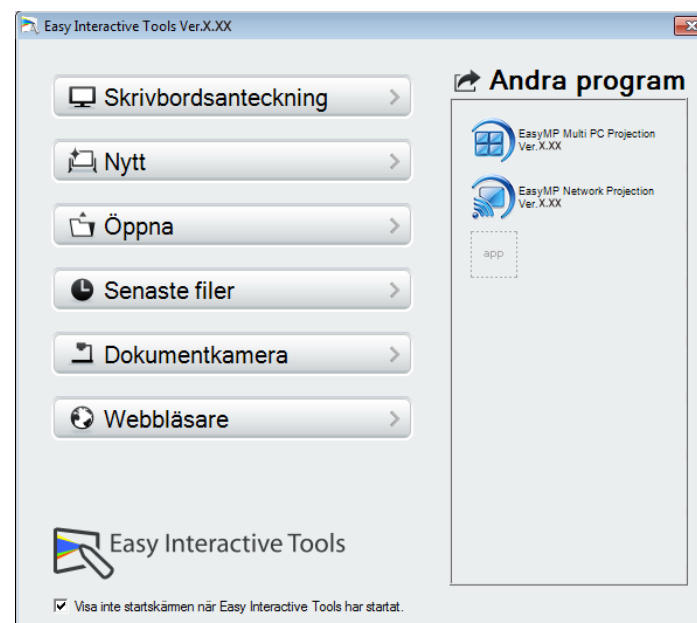 Easy Interactive Tools Ver.X.XX
Skrivbordsanteckning
Nytt
Öppna
Senaste filer
Dokumentkamera
Webbläsare
Andra program
EasyMP Multi PC Projection
Ver.X.XX
EasyMP Network Projection
Ver.X.XX
app
Easy Interactive Tools
Visa inte startskärmen när Easy Interactive Tools har startat.